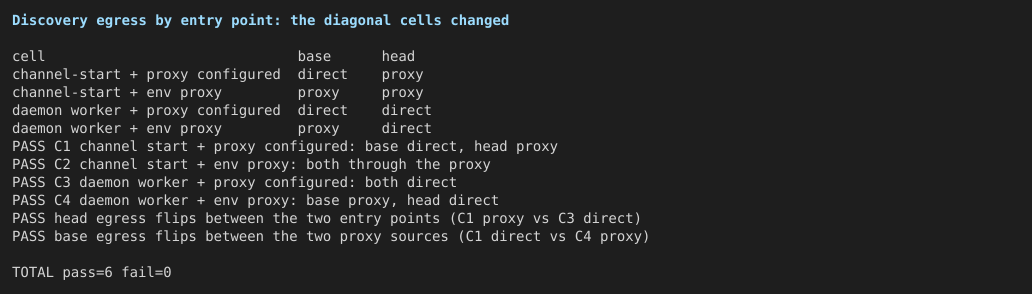 Discovery egress by entry point: the diagonal cells changed
cell base head
channel-start + proxy configured direct proxy
channel-start + env proxy proxy proxy
daemon worker + proxy configured direct direct
daemon worker + env proxy proxy direct
PASS C1 channel start + proxy configured: base direct, head proxy
PASS C2 channel start + env proxy: both through the proxy
PASS C3 daemon worker + proxy configured: both direct
PASS C4 daemon worker + env proxy: base proxy, head direct
PASS head egress flips between the two entry points (C1 proxy vs C3 direct)
PASS base egress flips between the two proxy sources (C1 direct vs C4 proxy)
TOTAL pass=6 fail=0